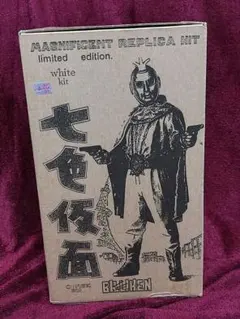 MAGNIFICENT REPLICA KIT
limited edition.
white
kit
七色仮面
BILLIKEN